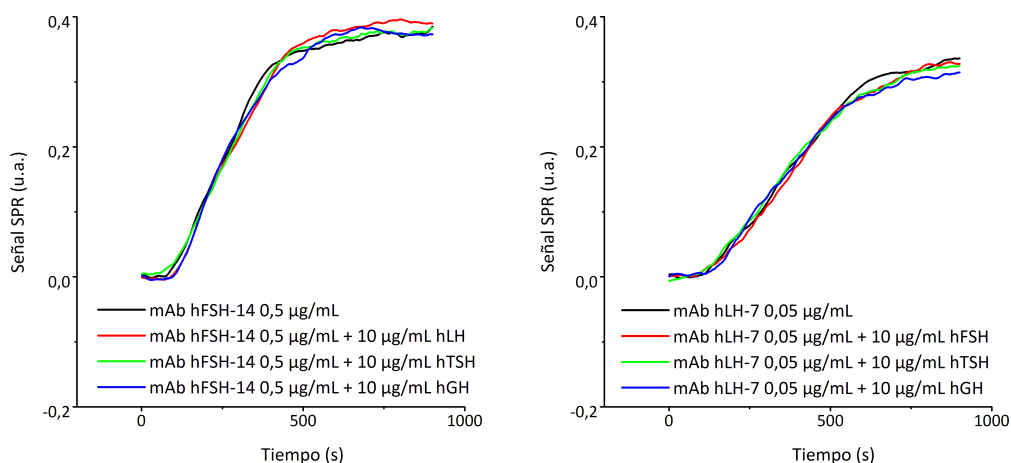 0,4
0,2
0,0
-0,2
Señal SPR (u.a.)
mAb hFSH-14 0,5 µg/mL
mAb hFSH-14 0,5 µg/mL + 10 µg/mL hLH
mAb hFSH-14 0,5 µg/mL + 10 µg/mL hTSH
mAb hFSH-14 0,5 µg/mL + 10 µg/mL hGH
0 500 1000
Tiempo (s)
0,4
0,2
0,0
-0,2
Señal SPR (u.a.)
mAb hLH-7 0,05 µg/mL
mAb hLH-7 0,05 µg/mL + 10 µg/mL hFSH
mAb hLH-7 0,05 µg/mL + 10 µg/mL hTSH
mAb hLH-7 0,05 µg/mL + 10 µg/mL hGH
0 500 1000
Tiempo (s)